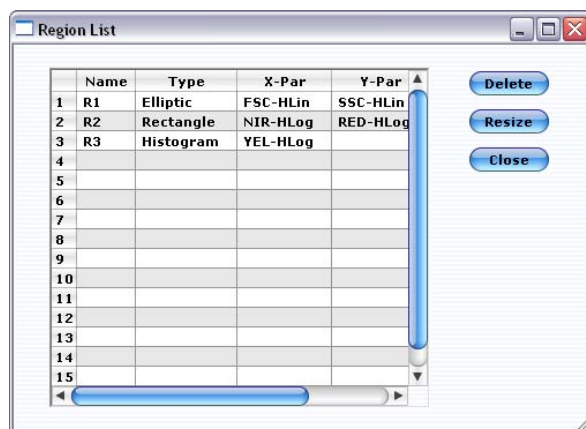 Region List
Name Type X-Par Y-Par
1 R1 Elliptic FSC-HLin SSC-HLin
2 R2 Rectangle NIR-HLog RED-HLog
3 R3 Histogram YEL-HLog
4
5
6
7
8
9
10
11
12
13
14
15
Delete
Resize
Close